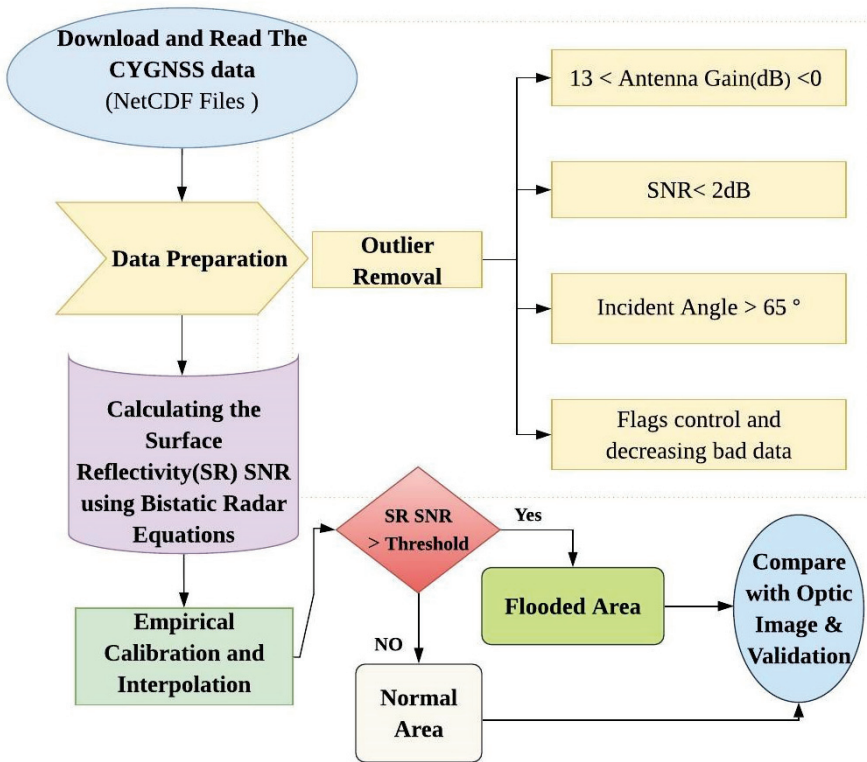 Download and Read The
CYGNSS data
(NetCDF Files )
Data Preparation
Outlier
Removal
13 < Antenna Gain(dB) <0
SNR< 2dB
Incident Angle > 65 °
Flags control and
decreasing bad data
Calculating the
Surface
Reflectivity(SR) SNR
using Bistatic Radar
Equations
Empirical
Calibration and
Interpolation
SR SNR
> Threshold
Yes
NO
Flooded Area
Normal
Area
Compare
with Optic
Image &
Validation